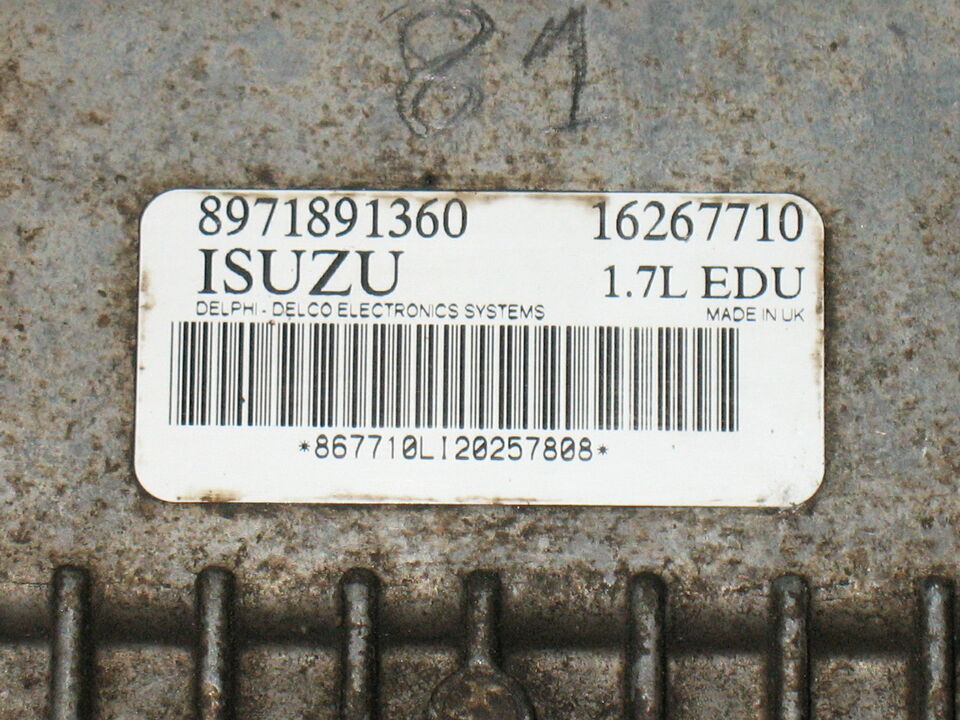 81
8971891360 16267710
ISUZU 1.7L EDU
DELPHI - DELCO ELECTRONICS SYSTEMS MADE IN UK
*867710LI20257808*